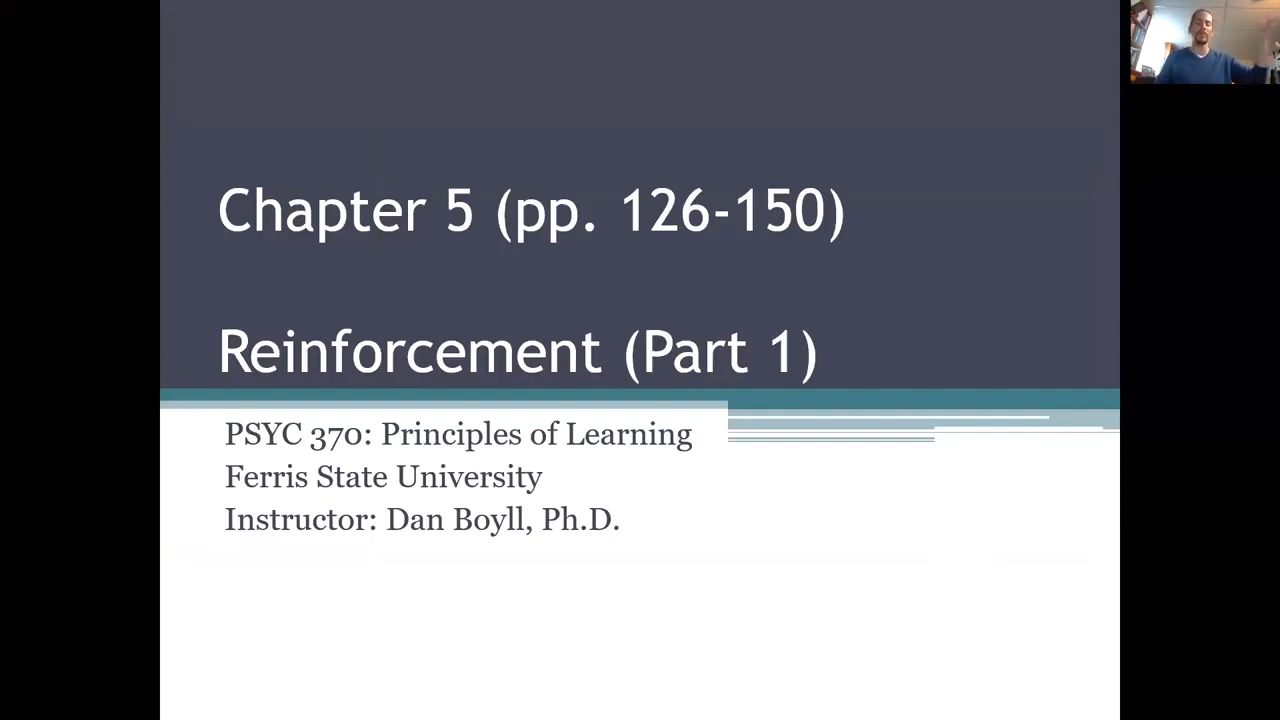 Chapter 5 (pp. 126-150)
Reinforcement (Part 1)
PSYC 370: Principles of Learning
Ferris State University
Instructor: Dan Boyll, Ph.D.